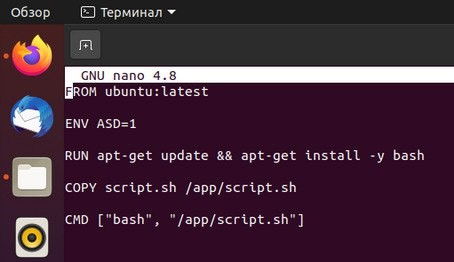 Обзор
Терминал
GNU nano 4.8
FROM ubuntu:latest
ENV ASD=1
RUN apt-get update && apt-get install -y bash
COPY script.sh /app/script.sh
CMD ["bash", "/app/script.sh"]